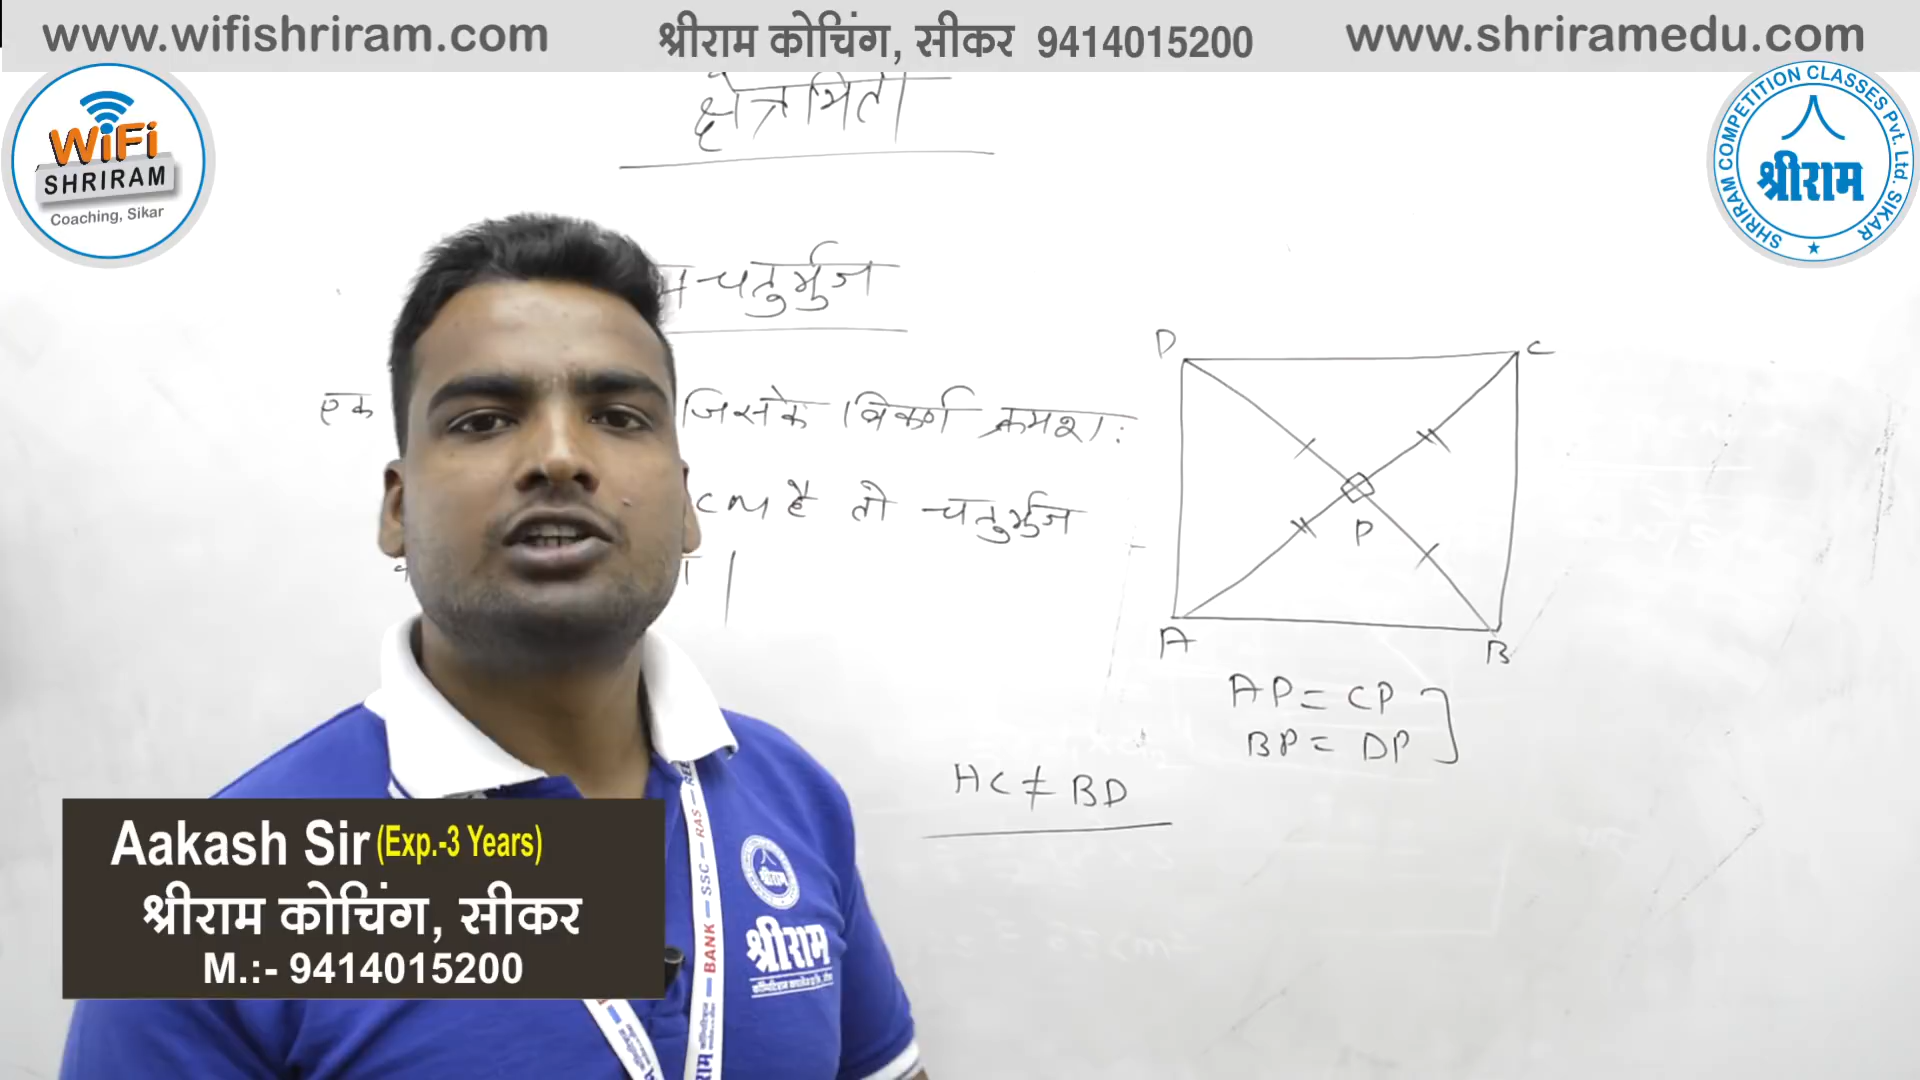 www.wifishriram.com
श्रीराम कोचिंग, सीकर 9414015200
www.shriramedu.com
WiFi
SHRIRAM
Coaching, Sikar
SHRIRAM COMPETITION CLASSES Pvt. Ltd. SIKAR
श्रीराम
क्षेत्रमिती
चतुर्भुज
एक जिसके विकर्ण क्रमशः
cm है तो चतुर्भुज
D
C
P
A
B
AP = CP
BP = DP
AC ≠ BD
RAS
SSC
BANK
श्रीराम
Aakash Sir (Exp.-3 Years)
श्रीराम कोचिंग, सीकर
M.:- 9414015200